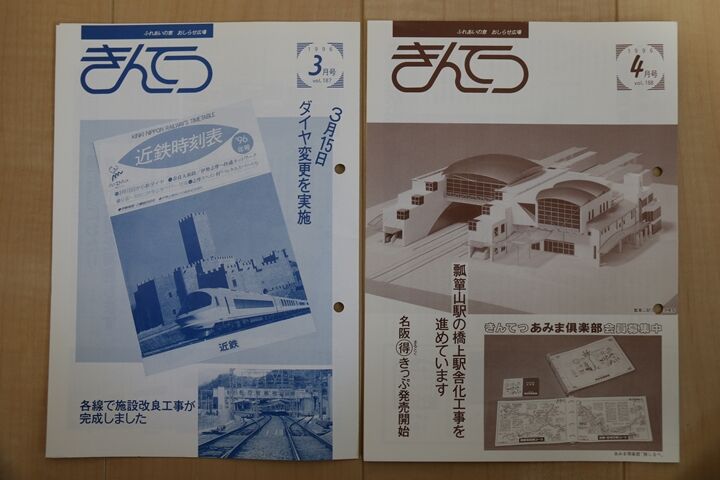 ふれあいの窓 おしらせ広場
きんてつ
1996
3月号
vol.187
3月15日
ダイヤ変更を実施
KINKI NIPPON RAILWAY'S TIMETABLE
近鉄時刻表
'96
近鉄
各線で施設改良工事が
完成しました
ふれあいの窓 おしらせ広場
きんてつ
1996
4月号
vol.188
瓢簞山駅の橋上駅舎化工事を
進めています
名阪得きっぷ発売開始
きんてつ あみま倶楽部 会員募集中